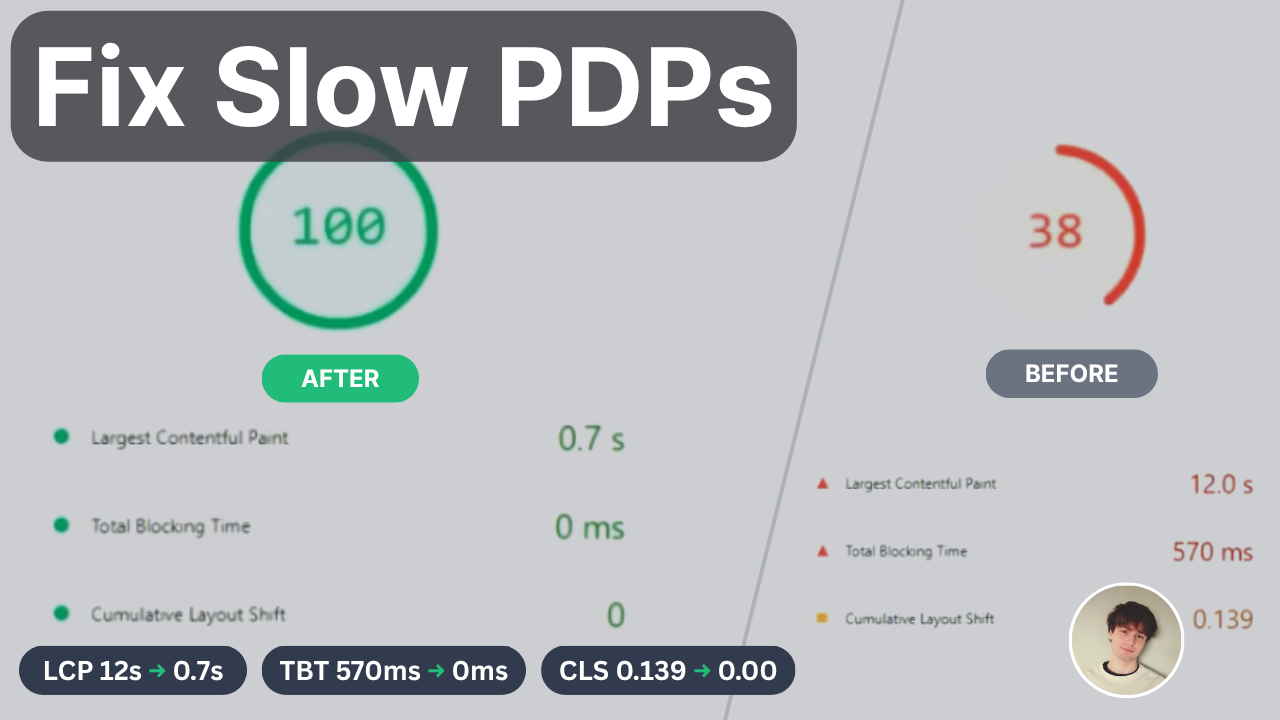 Fix Slow PDPs
100
AFTER
Largest Contentful Paint 0.7 s
Total Blocking Time 0 ms
Cumulative Layout Shift 0
38
BEFORE
Largest Contentful Paint 12.0 s
Total Blocking Time 570 ms
Cumulative Layout Shift 0.139
LCP 12s → 0.7s
TBT 570ms → 0ms
CLS 0.139 → 0.00